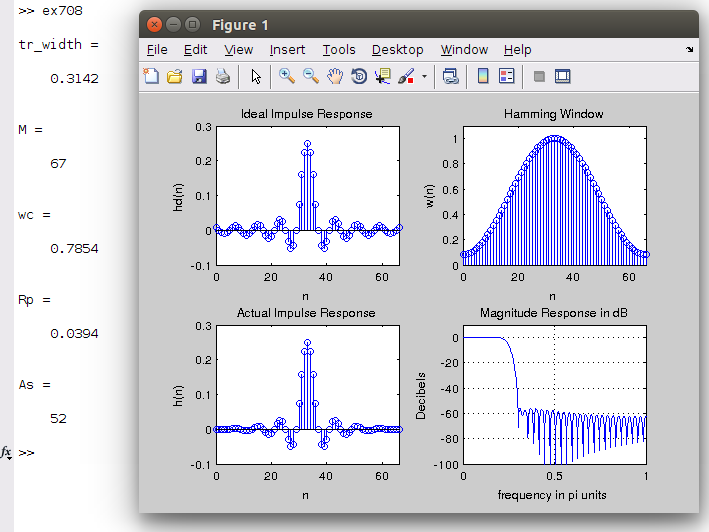 >> ex708
tr_width =
0.3142
M =
67
wc =
0.7854
Rp =
0.0394
As =
52
fx >>
Figure 1
File Edit View Insert Tools Desktop Window Help
Ideal Impulse Response
0.3
0.2
0.1
0
-0.1
hd(n)
0 20 40 60
n
Hamming Window
1
0.8
0.6
0.4
0.2
0
w(n)
0 20 40 60
n
Actual Impulse Response
0.3
0.2
0.1
0
-0.1
h(n)
0 20 40 60
n
Magnitude Response in dB
0
-20
-40
-60
-80
-100
Decibels
0 0.5 1
frequency in pi units